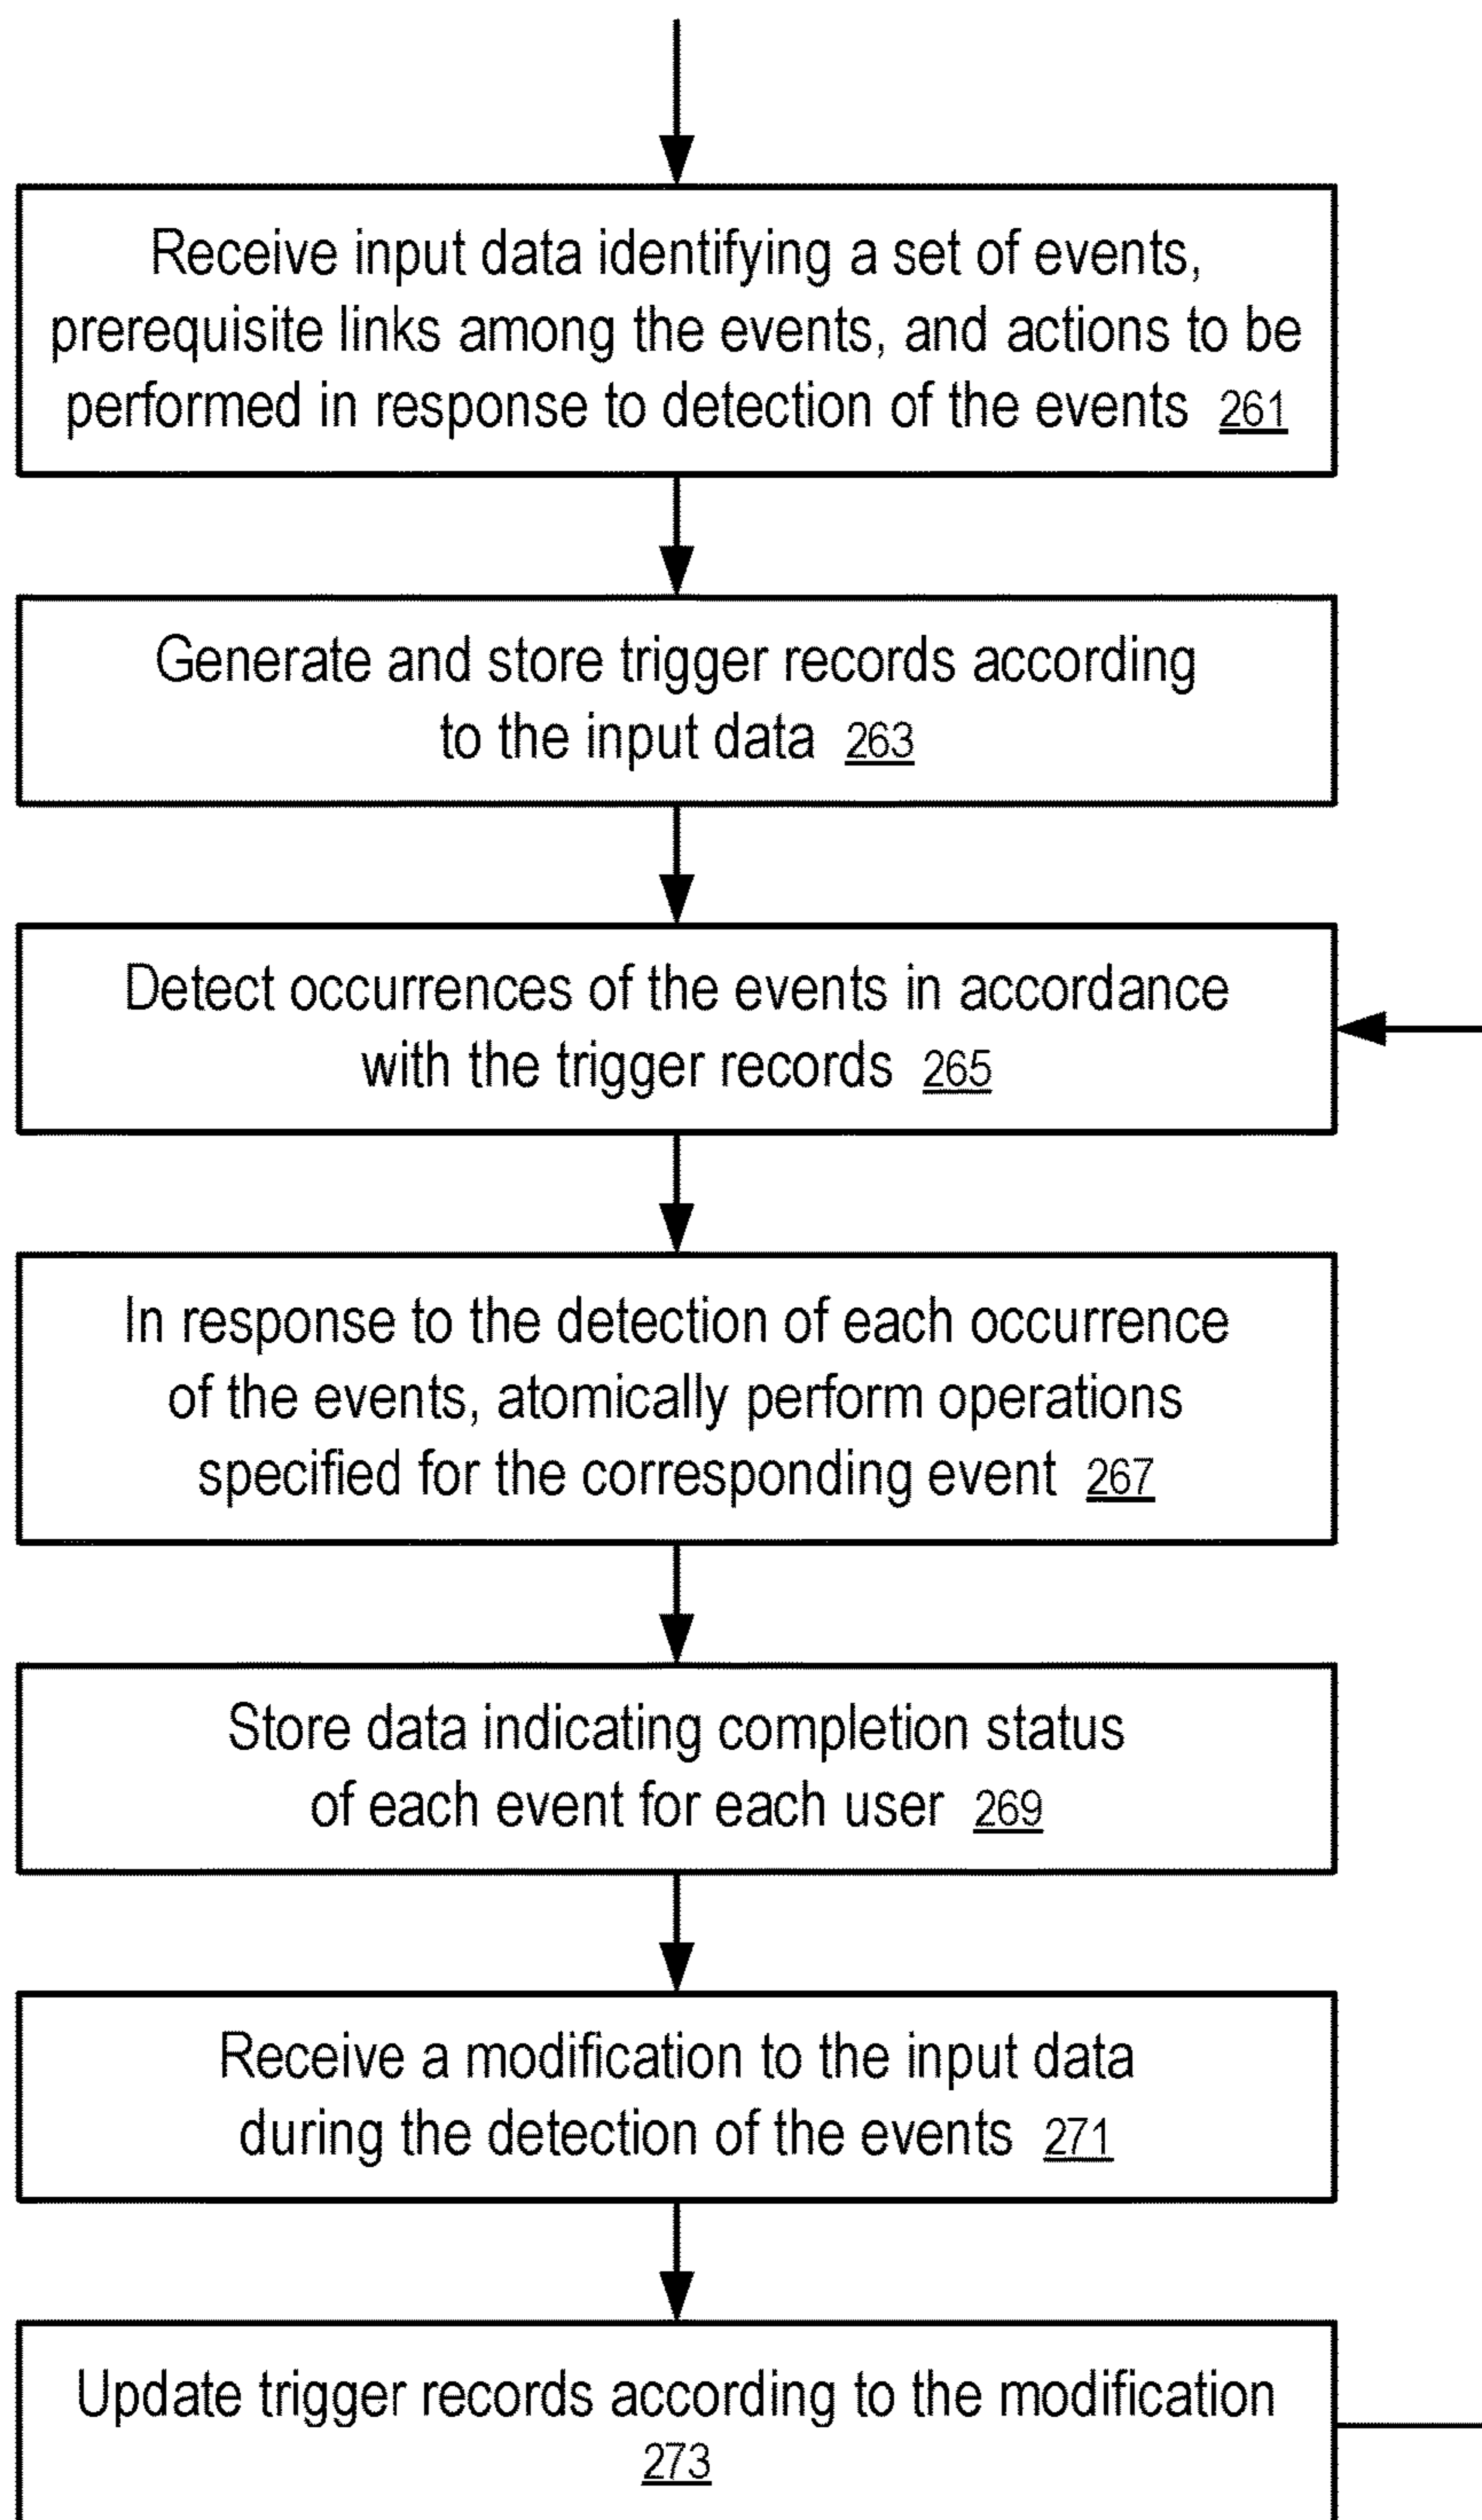 Receive input data identifying a set of events,
prerequisite links among the events, and actions to be
performed in response to detection of the events 261
Generate and store trigger records according
to the input data 263
Detect occurrences of the events in accordance
with the trigger records 265
In response to the detection of each occurrence
of the events, atomically perform operations
specified for the corresponding event 267
Store data indicating completion status
of each event for each user 269
Receive a modification to the input data
during the detection of the events 271
Update trigger records according to the modification
273